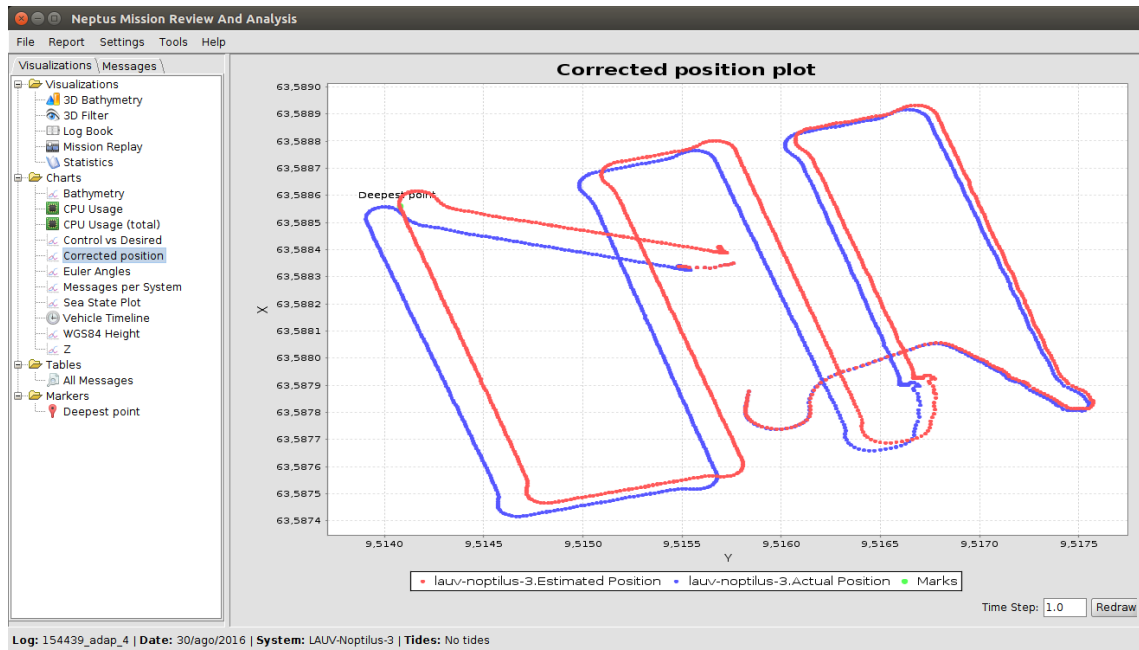 Neptus Mission Review And Analysis
File Report Settings Tools Help
Visualizations Messages
Visualizations
3D Bathymetry
3D Filter
Log Book
Mission Replay
Statistics
Charts
Bathymetry
CPU Usage
CPU Usage (total)
Control vs Desired
Corrected position
Euler Angles
Messages per System
Sea State Plot
Vehicle Timeline
WGS84 Height
Z
Tables
All Messages
Markers
Deepest point
Corrected position plot
63,5890
63,5889
63,5888
63,5887
63,5886
63,5885
63,5884
63,5883
63,5882
63,5881
63,5880
63,5879
63,5878
63,5877
63,5876
63,5875
63,5874
X
Deepest point
9,5140 9,5145 9,5150 9,5155 9,5160 9,5165 9,5170 9,5175
Y
lauv-noptilus-3.Estimated Position lauv-noptilus-3.Actual Position Marks
Time Step: 1.0 Redraw
Log: 154439_adap_4 | Date: 30/ago/2016 | System: LAUV-Noptilus-3 | Tides: No tides